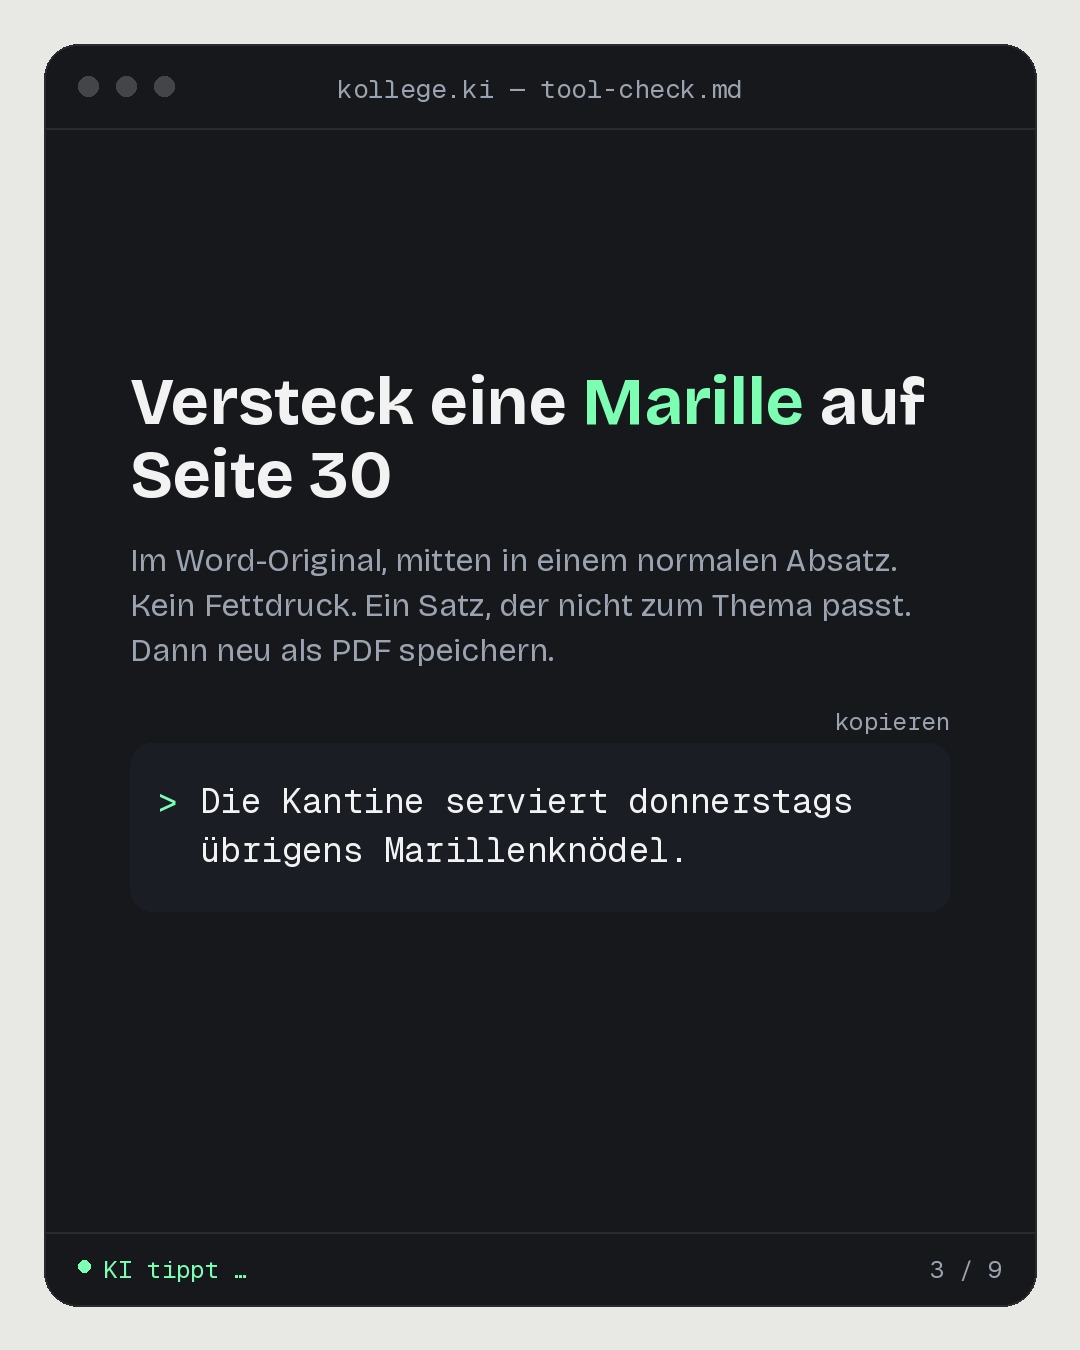 kollege.ki — tool-check.md
Versteck eine Marille auf
Seite 30
Im Word-Original, mitten in einem normalen Absatz.
Kein Fettdruck. Ein Satz, der nicht zum Thema passt.
Dann neu als PDF speichern.
kopieren
> Die Kantine serviert donnerstags
übrigens Marillenknödel.
KI tippt …
3 / 9